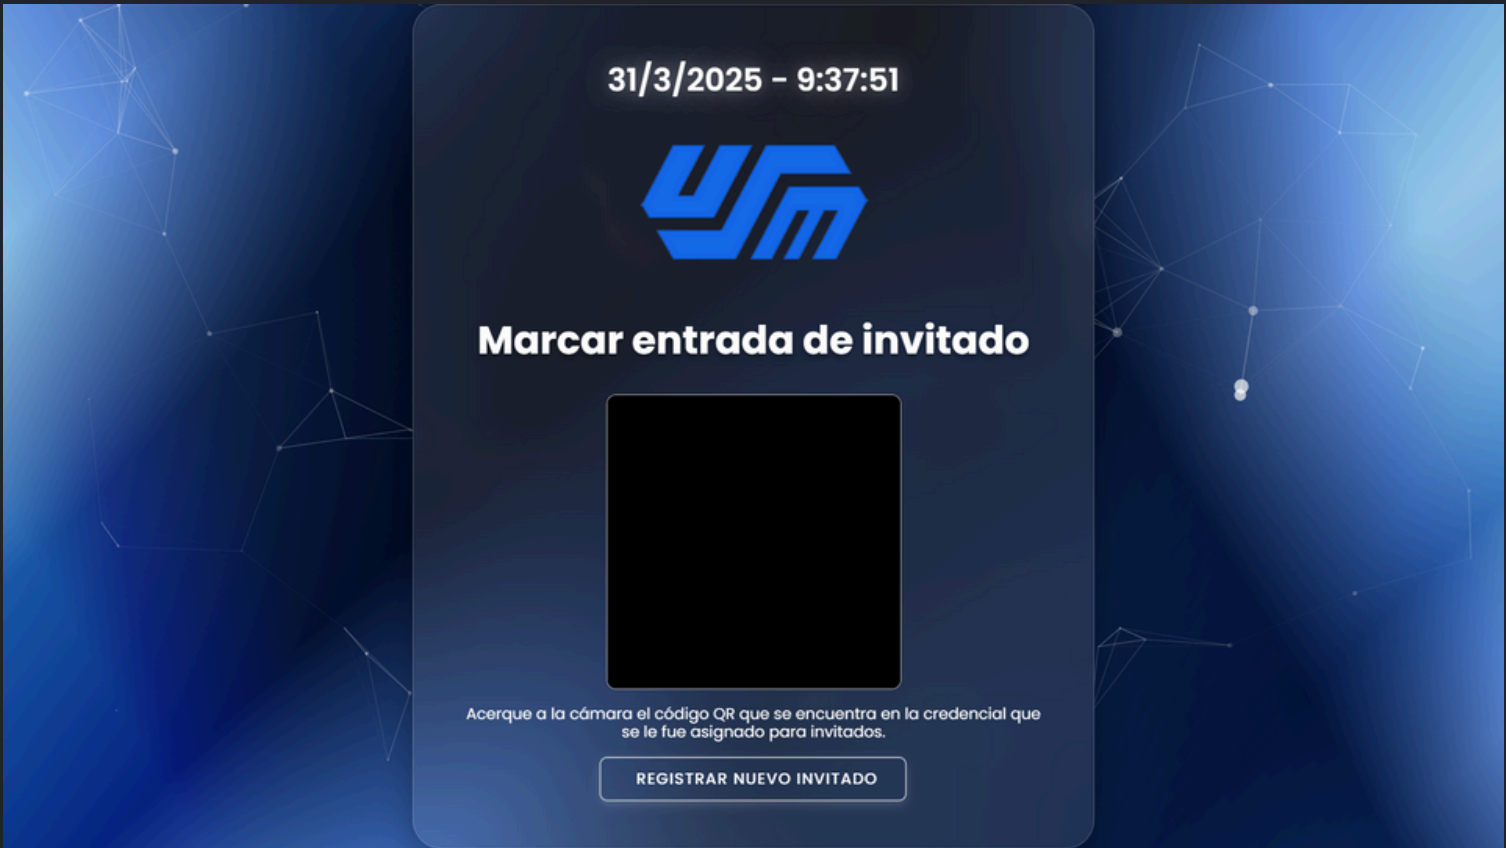 31/3/2025 - 9:37:51
usm
Marcar entrada de invitado
Acerque a la cámara el código QR que se encuentra en la credencial que
se le fue asignado para invitados.
REGISTRAR NUEVO INVITADO